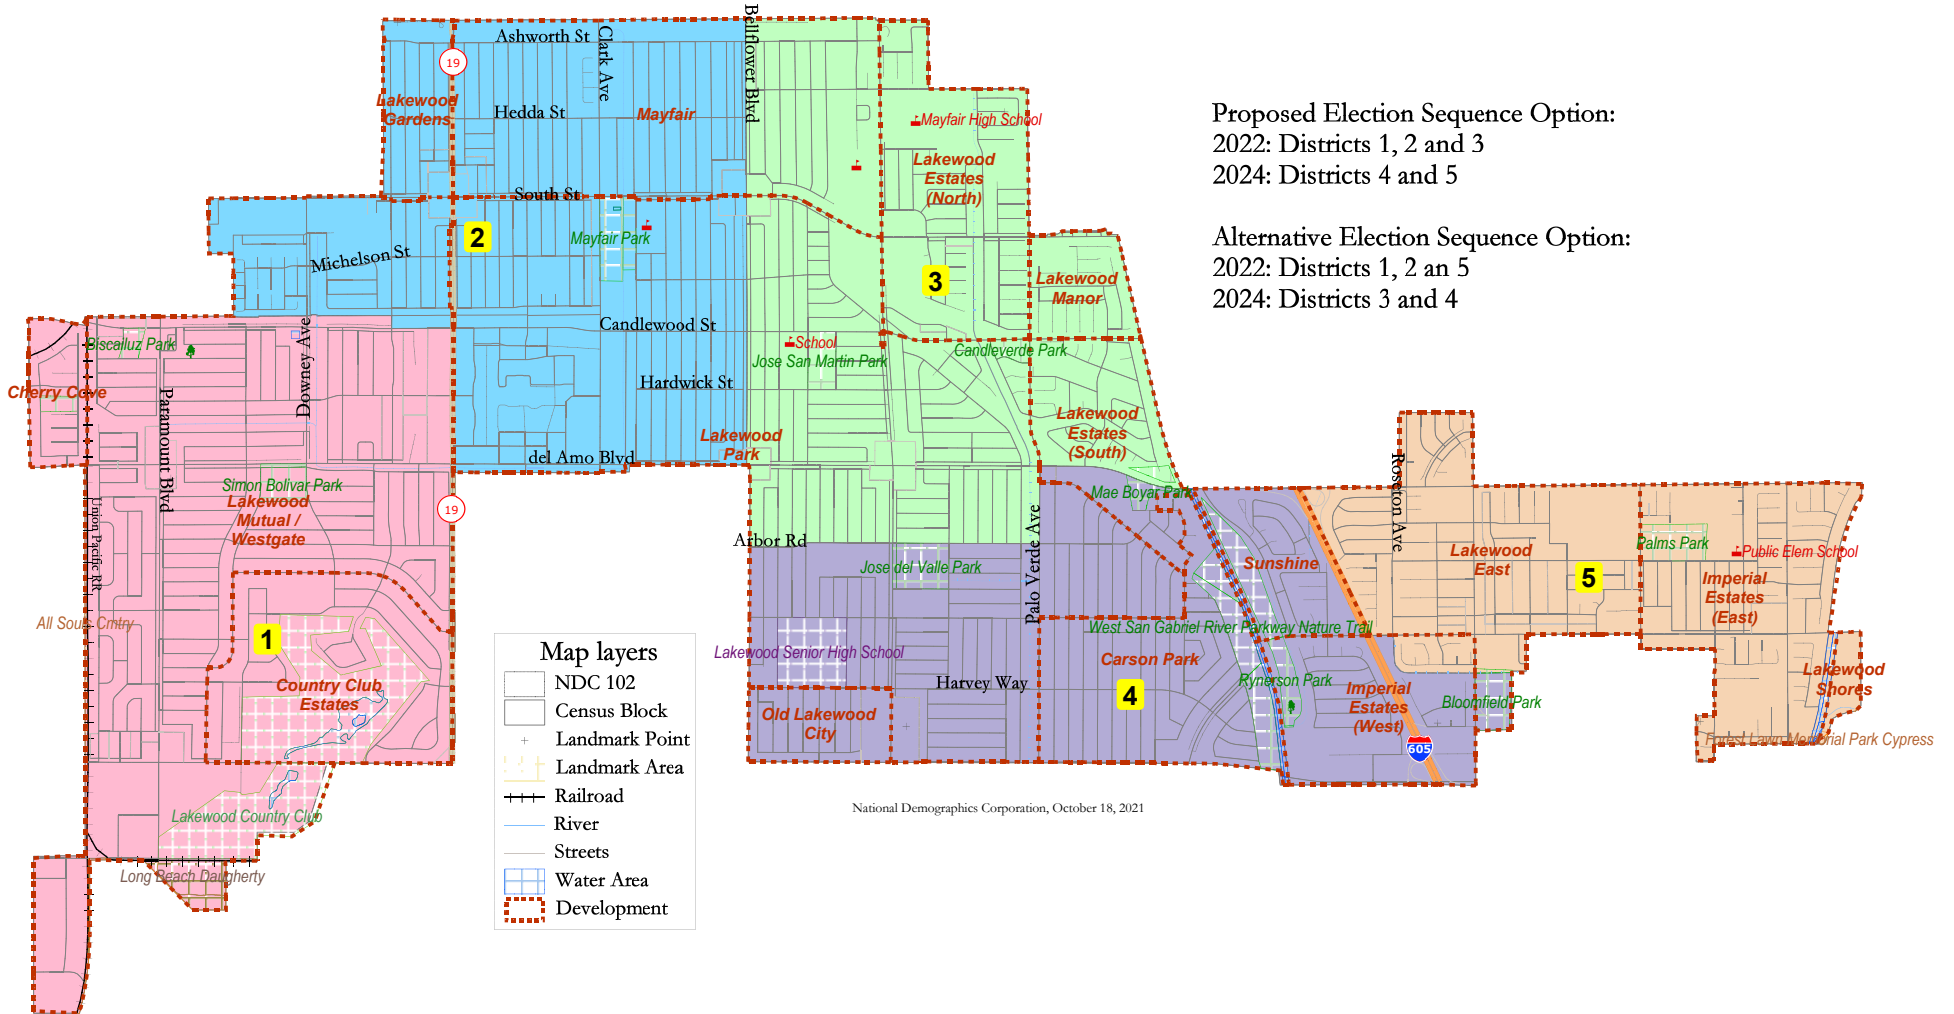 Bellflower Blvd
Ashworth St
Clark Ave
19
Lakewood
Gardens
Hedda St
Mayfair
Mayfair High School
Lakewood
Estates
(North)
Proposed Election Sequence Option:
2022: Districts 1, 2 and 3
2024: Districts 4 and 5
Alternative Election Sequence Option:
2022: Districts 1, 2 an 5
2024: Districts 3 and 4
South St
2
Mayfair Park
Michelson St
3
Lakewood
Manor
Candlewood St
Downey Ave
Biscailuz Park
School
Jose San Martin Park
Candleverde Park
Cherry Cove
Paramount Blvd
Hardwick St
Lakewood
Park
Lakewood
Estates
(South)
del Amo Blvd
Roseton Ave
Simon Bolivar Park
Lakewood
Mutual /
Westgate
19
Union Pacific RR
Mae Boyar Park
Arbor Rd
Palo Verde Ave
Jose del Valle Park
Sunshine
Lakewood
East
5
Palms Park
Public Elem School
Imperial
Estates
(East)
All Souls Cmtry
1
West San Gabriel River Parkway Nature Trail
Lakewood Senior High School
Carson Park
Country Club
Estates
Harvey Way
4
Rynerson Park
Imperial
Estates
(West)
Bloomfield Park
Lakewood
Shores
Old Lakewood
City
605
Forest Lawn Memorial Park Cypress
Lakewood Country Club
Long Beach Daugherty
Map layers
NDC 102
Census Block
Landmark Point
Landmark Area
Railroad
River
Streets
Water Area
Development
National Demographics Corporation, October 18, 2021